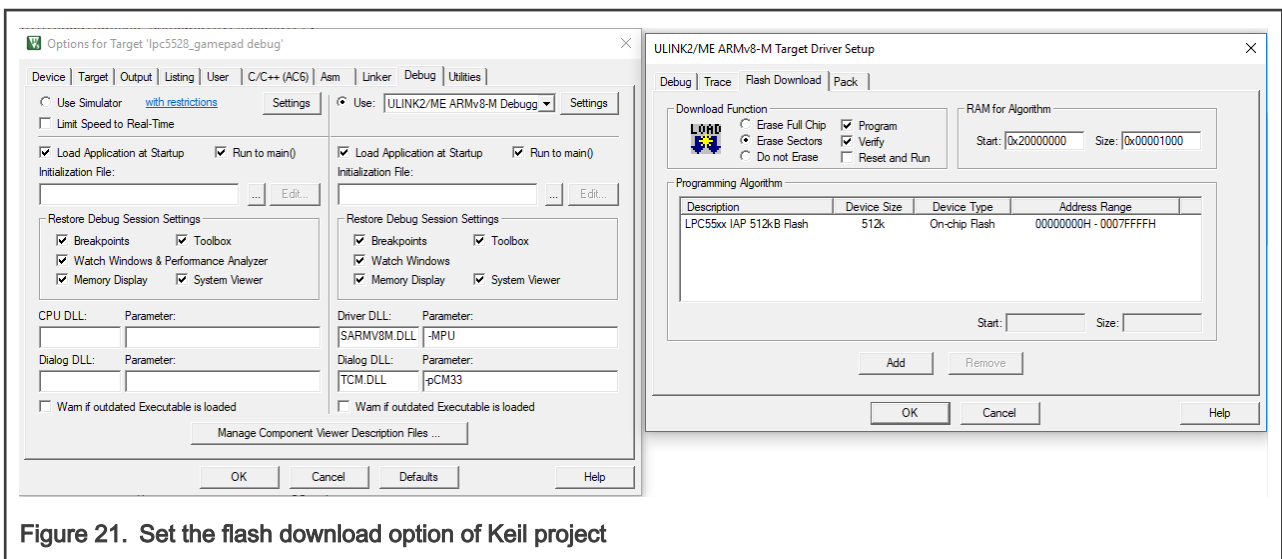 Options for Target 'lpc5528_gamepad debug'
Device Target Output Listing User C/C++ (AC6) Asm Linker Debug Utilities
Use Simulator with restrictions Settings
Limit Speed to Real-Time
Load Application at Startup Run to main()
Initialization File:
... Edit...
Restore Debug Session Settings
Breakpoints Toolbox
Watch Windows & Performance Analyzer
Memory Display System Viewer
CPU DLL: Parameter:
Dialog DLL: Parameter:
Warn if outdated Executable is loaded
Use: ULINK2/ME ARMv8-M Debugg Settings
Load Application at Startup Run to main()
Initialization File:
... Edit...
Restore Debug Session Settings
Breakpoints Toolbox
Watch Windows
Memory Display System Viewer
Driver DLL: Parameter:
SARMV8M.DLL -MPU
Dialog DLL: Parameter:
TCM.DLL -pCM33
Warn if outdated Executable is loaded
Manage Component Viewer Description Files ...
OK Cancel Defaults Help
ULINK2/ME ARMv8-M Target Driver Setup
Debug Trace Flash Download Pack
Download Function
LOAD
Erase Full Chip Program
Erase Sectors Verify
Do not Erase Reset and Run
RAM for Algorithm
Start: 0x20000000 Size: 0x00001000
Programming Algorithm
Description Device Size Device Type Address Range
LPC55xx IAP 512kB Flash 512k On-chip Flash 00000000H - 0007FFFFH
Start: Size:
Add Remove
OK Cancel Help
Figure 21. Set the flash download option of Keil project